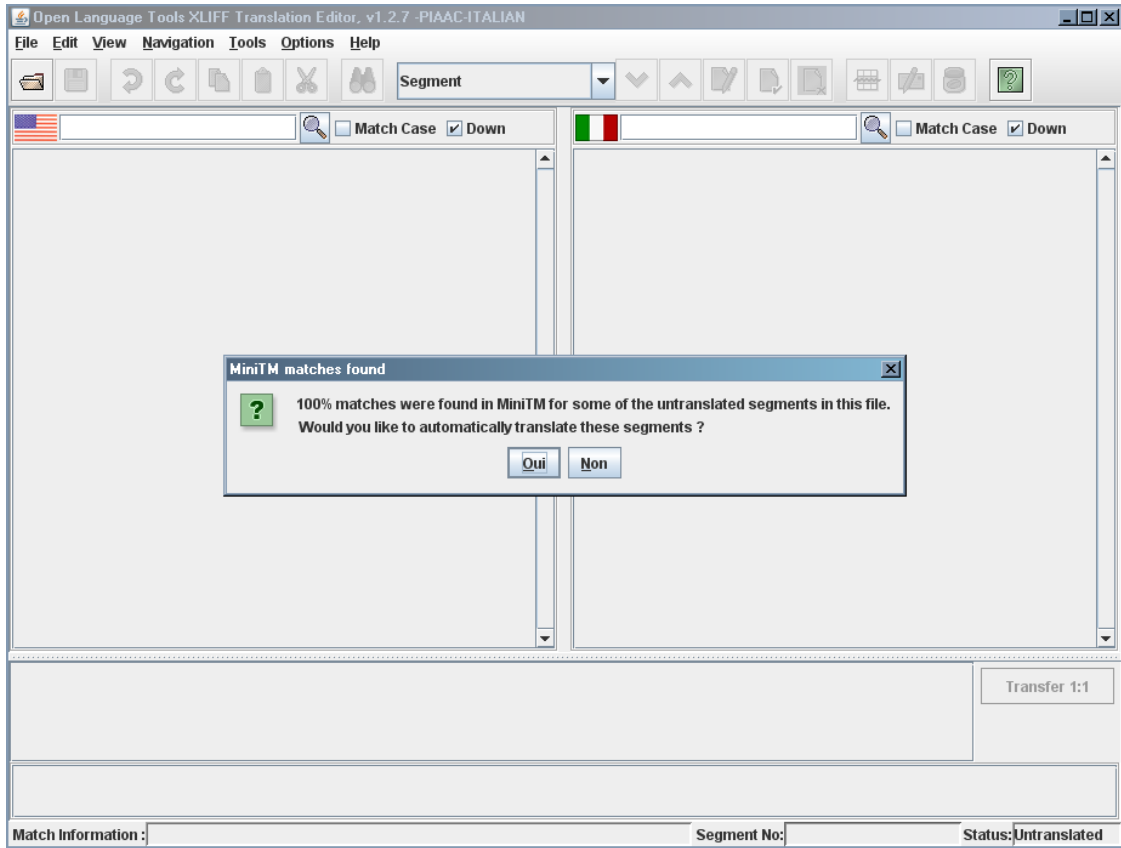 Open Language Tools XLIFF Translation Editor, v1.2.7 -PIAAC-ITALIAN
File Edit View Navigation Tools Options Help
Segment
Match Case Down
Match Case Down
MiniTM matches found
100% matches were found in MiniTM for some of the untranslated segments in this file.
Would you like to automatically translate these segments ?
Oui Non
Transfer 1:1
Match Information : Segment No: Status: Untranslated